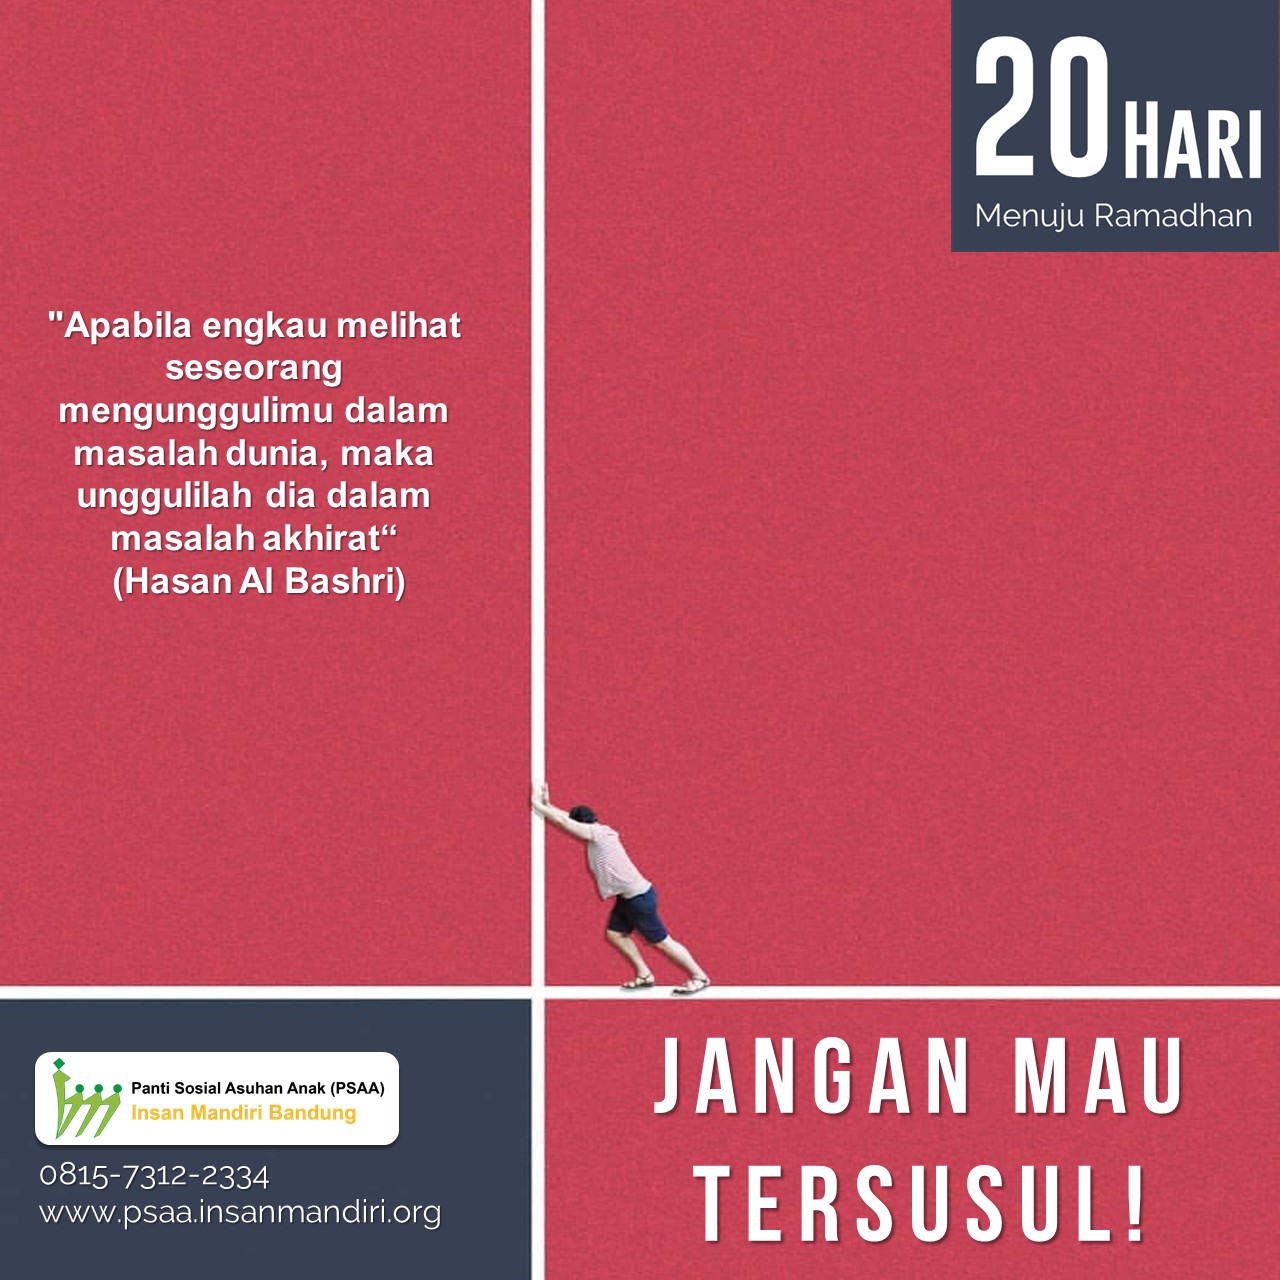 20 HARI
Menuju Ramadhan
"Apabila engkau melihat
seseorang
mengunggulimu dalam
masalah dunia, maka
unggulilah dia dalam
masalah akhirat“
(Hasan Al Bashri)
JANGAN MAU
TERSUSUL!
Panti Sosial Asuhan Anak (PSAA)
Insan Mandiri Bandung
0815-7312-2334
www.psaa.insanmandiri.org